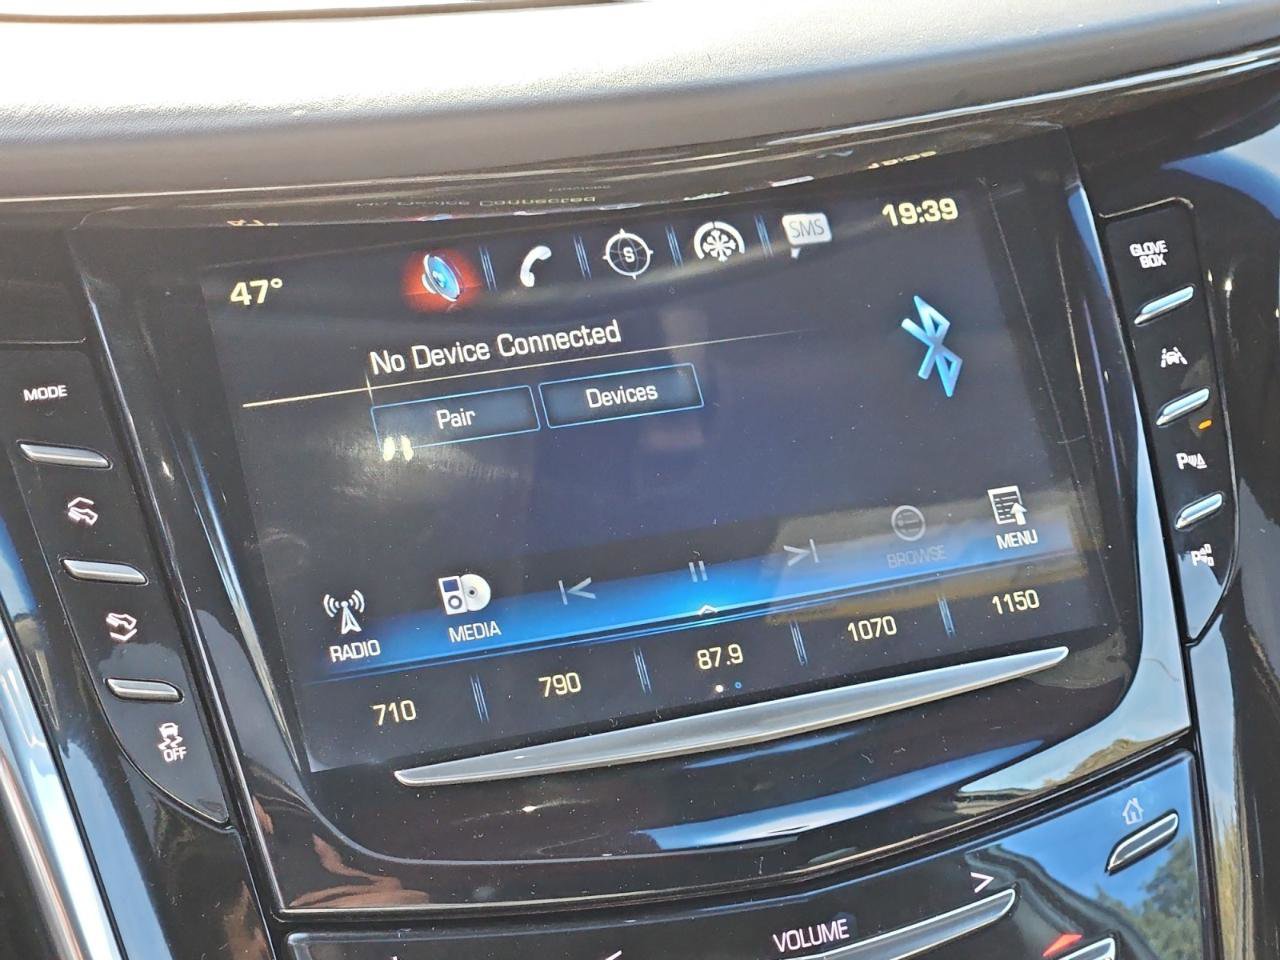 47°
S
SMS
19:39
No Device Connected
Pair
Devices
RADIO
MEDIA
BROWSE
MENU
710
790
87.9
1070
1150
MODE
OFF
GLOVE
BOX
P
P
VOLUME